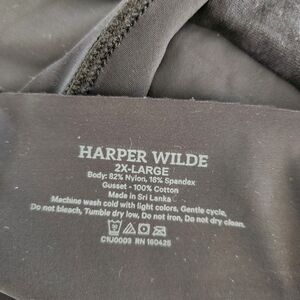 HARPER WILDE
2X-LARGE
Body: 82% Nylon, 18% Spandex
Gusset - 100% Cotton
Made in Sri Lanka
Machine wash cold with light colors, Gentle cycle,
Do not bleach, Tumble dry low, Do not iron, Do not dry clean.
C1U0003 RN 160425